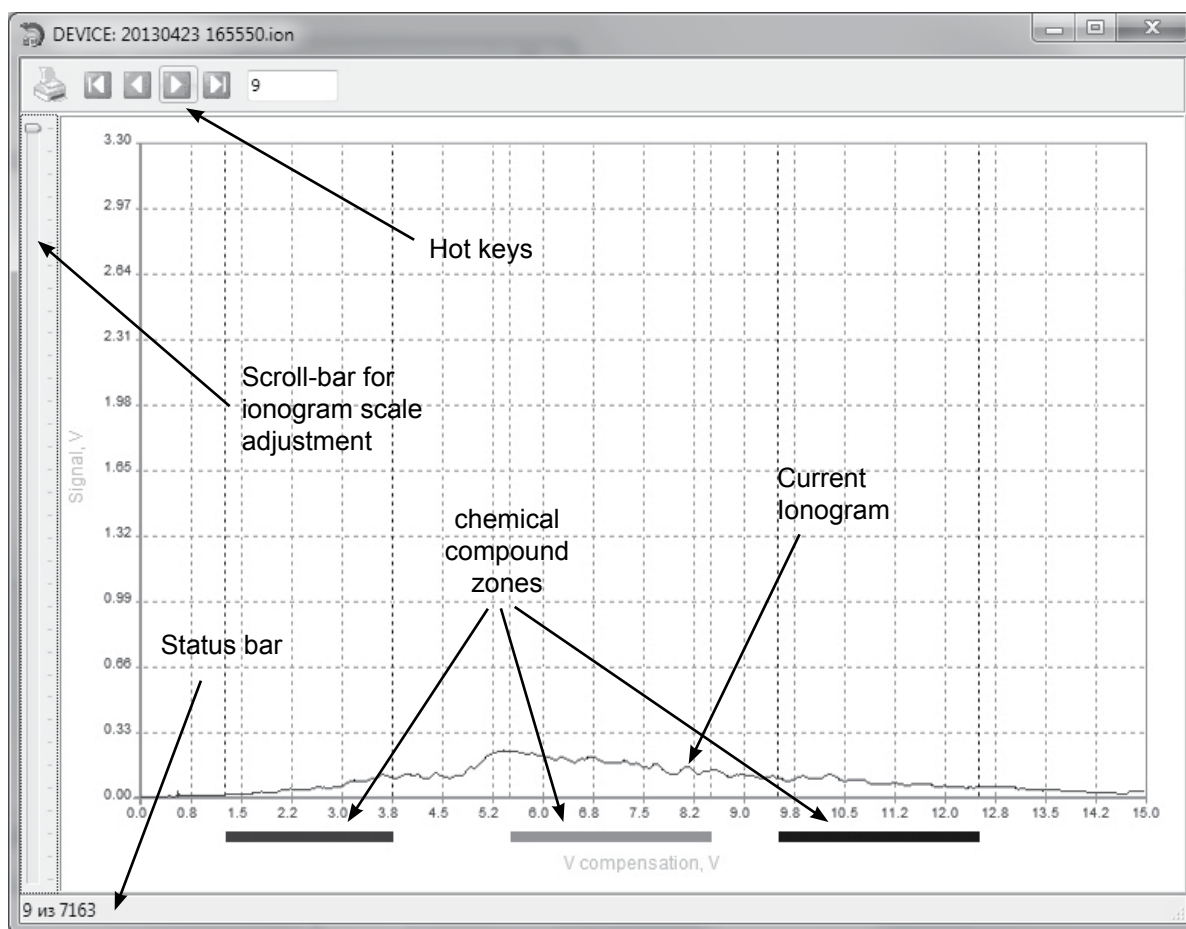 DEVICE: 20130423 165550.ion
9
3.30
2.97
2.64
2.31
1.98
1.65
1.32
0.99
0.66
0.33
0.00
Signal, V
Hot keys
Scroll-bar for
ionogram scale
adjustment
Current
Ionogram
chemical
compound
zones
Status bar
0.0 0.8 1.5 2.2 3.0 3.8 4.5 5.2 6.0 6.8 7.5 8.2 9.0 9.8 10.5 11.2 12.0 12.8 13.5 14.2 15.0
V compensation, V
9 из 7163